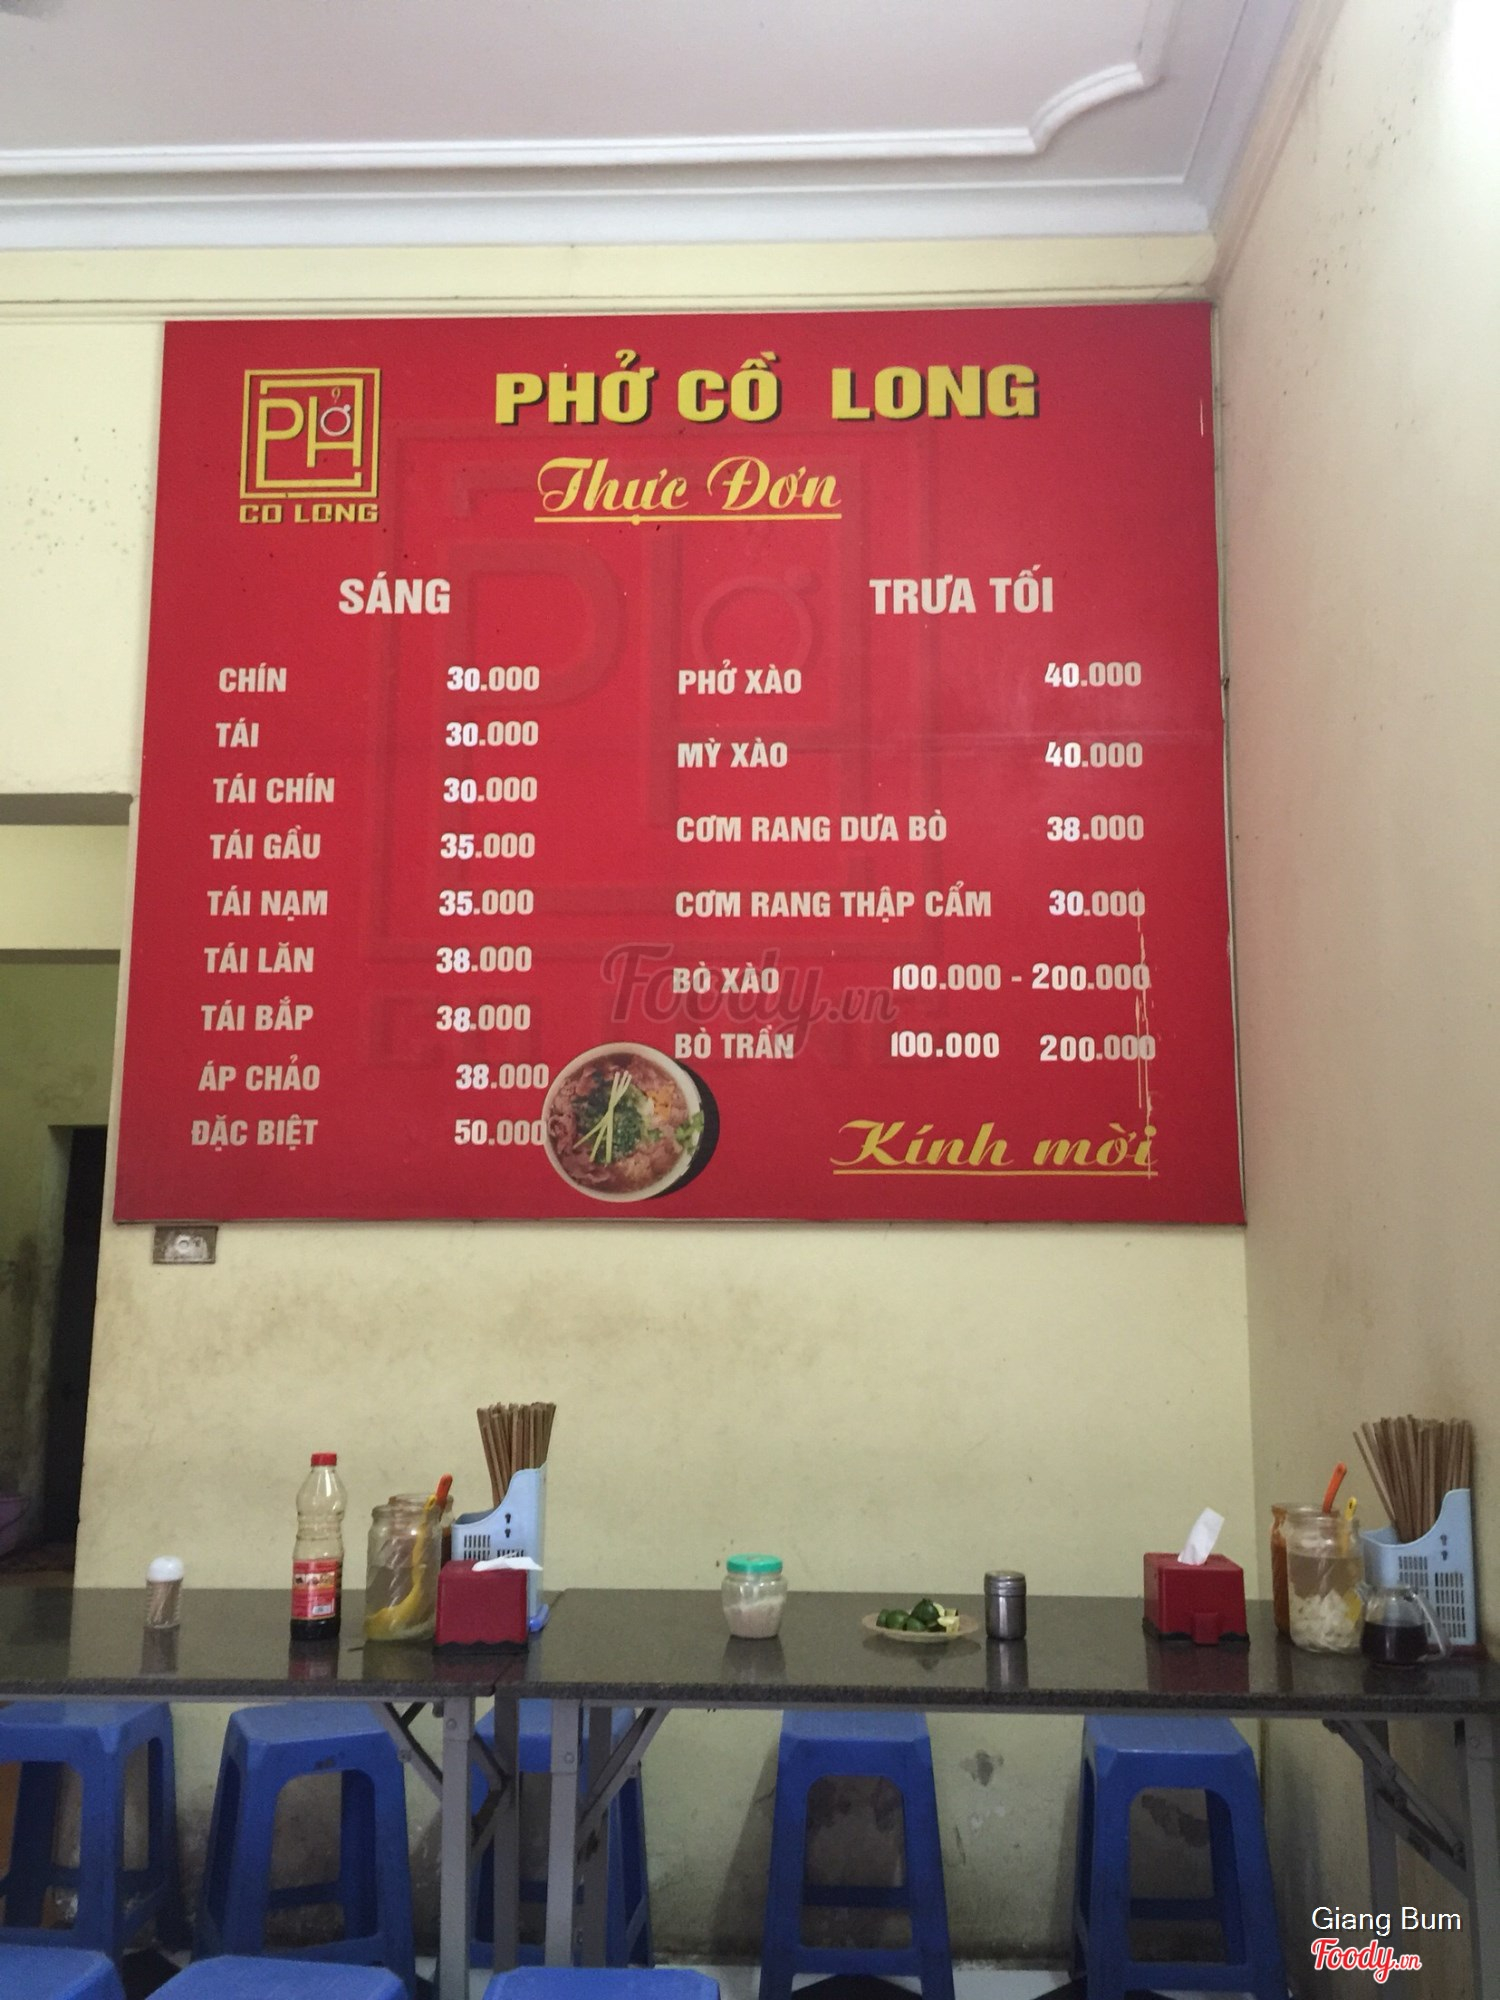 PHỞ
CO LONG
PHỞ CỒ LONG
Thực Đơn
SÁNG
CHÍN 30.000
TÁI 30.000
TÁI CHÍN 30.000
TÁI GẦU 35.000
TÁI NẠM 35.000
TÁI LĂN 38.000
TÁI BẮP 38.000
ÁP CHẢO 38.000
ĐẶC BIỆT 50.000
TRƯA TỐI
PHỞ XÀO 40.000
MỲ XÀO 40.000
CƠM RANG DƯA BÒ 38.000
CƠM RANG THẬP CẨM 30.000
BÒ XÀO 100.000 - 200.000
BÒ TRẦN 100.000 200.000
Kính mời
Foody.vn
Giang Bum
Foody.vn